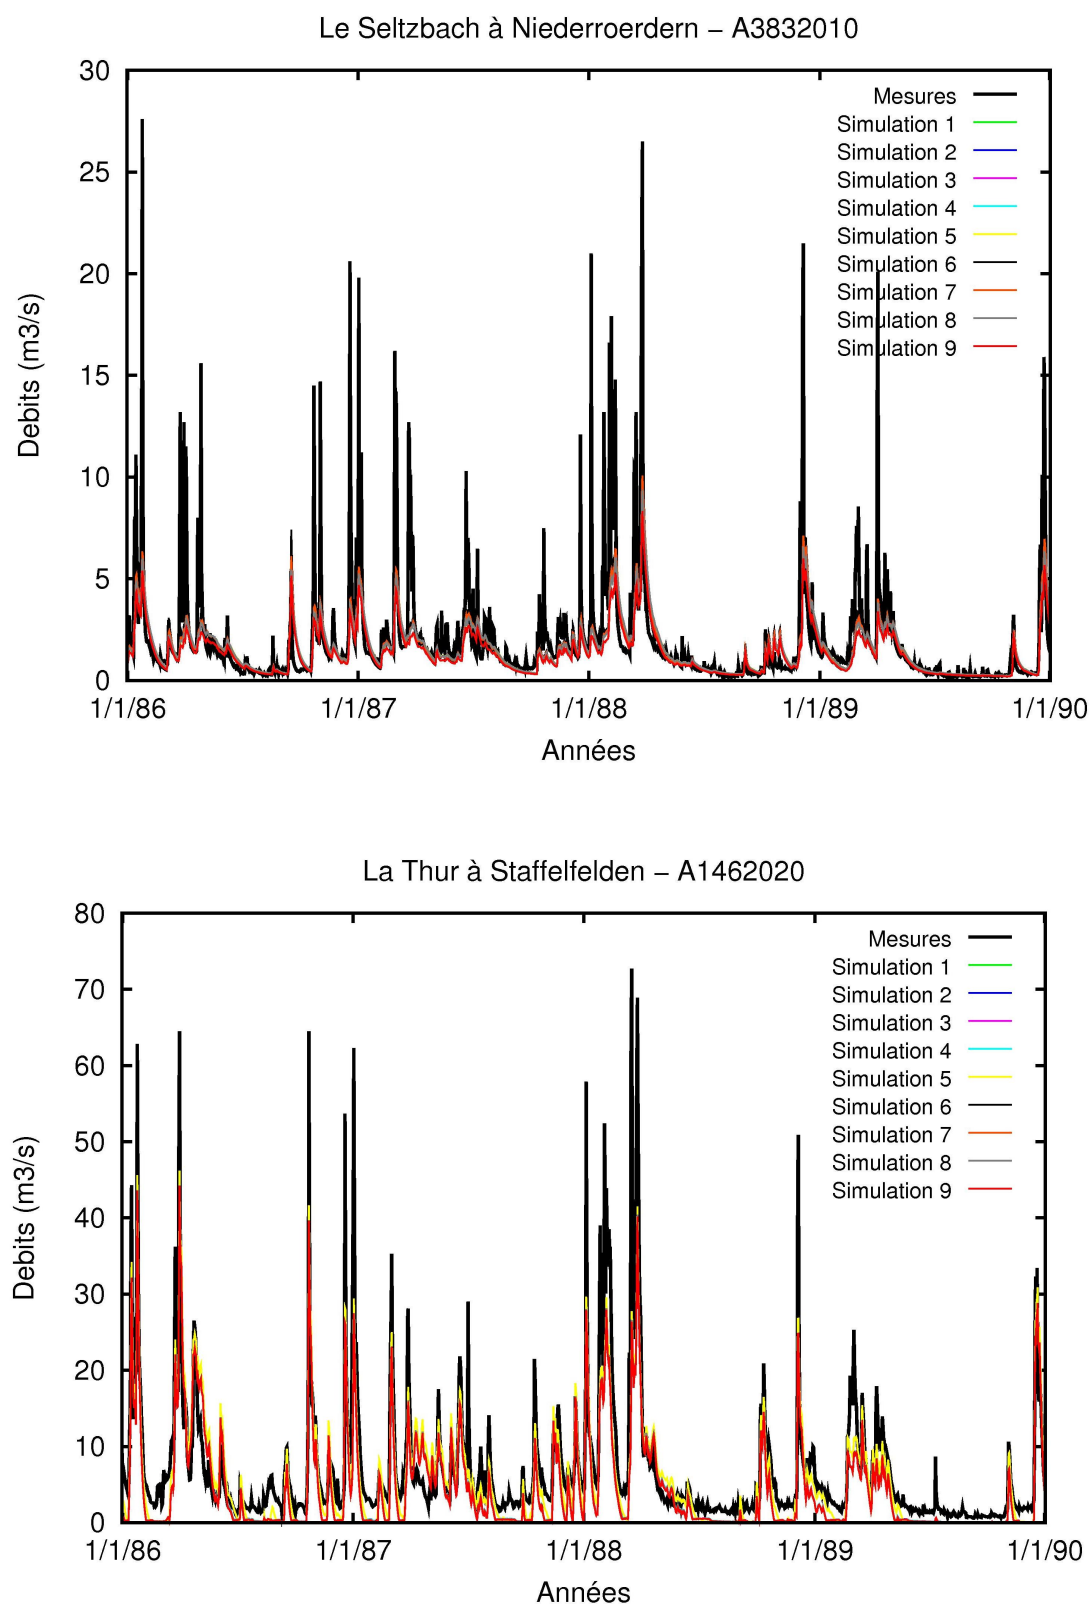 Le Seltzbach à Niederroerdern – A3832010
30
25
20
15
10
5
0
Debits (m3/s)
Mesures
Simulation 1
Simulation 2
Simulation 3
Simulation 4
Simulation 5
Simulation 6
Simulation 7
Simulation 8
Simulation 9
1/1/86 1/1/87 1/1/88 1/1/89 1/1/90
Années
La Thur à Staffelfelden – A1462020
80
70
60
50
40
30
20
10
0
Debits (m3/s)
Mesures
Simulation 1
Simulation 2
Simulation 3
Simulation 4
Simulation 5
Simulation 6
Simulation 7
Simulation 8
Simulation 9
1/1/86 1/1/87 1/1/88 1/1/89 1/1/90
Années